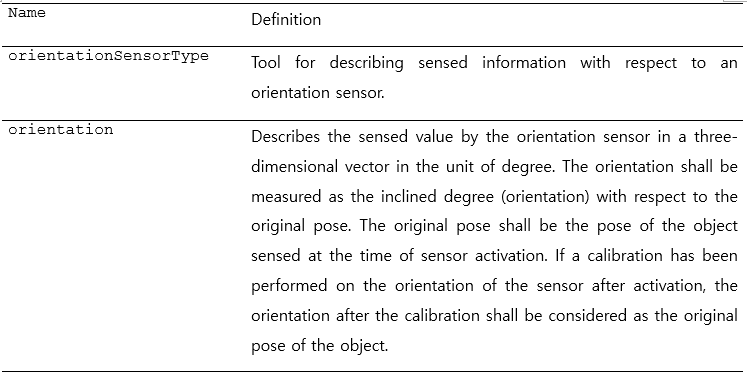 Name
Definition
orientationSensorType
Tool for describing sensed information with respect to an
orientation sensor.
orientation
Describes the sensed value by the orientation sensor in a three-
dimensional vector in the unit of degree. The orientation shall be
measured as the inclined degree (orientation) with respect to the
original pose. The original pose shall be the pose of the object
sensed at the time of sensor activation. If a calibration has been
performed on the orientation of the sensor after activation, the
orientation after the calibration shall be considered as the original
pose of the object.